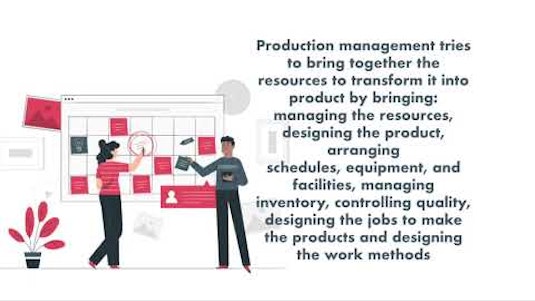 Production management tries
to bring together the
resources to transform it into
product by bringing:
managing the resources,
designing the product,
arranging
schedules, equipment, and
facilities, managing
inventory, controlling quality,
designing the jobs to make
the products and designing
the work methods